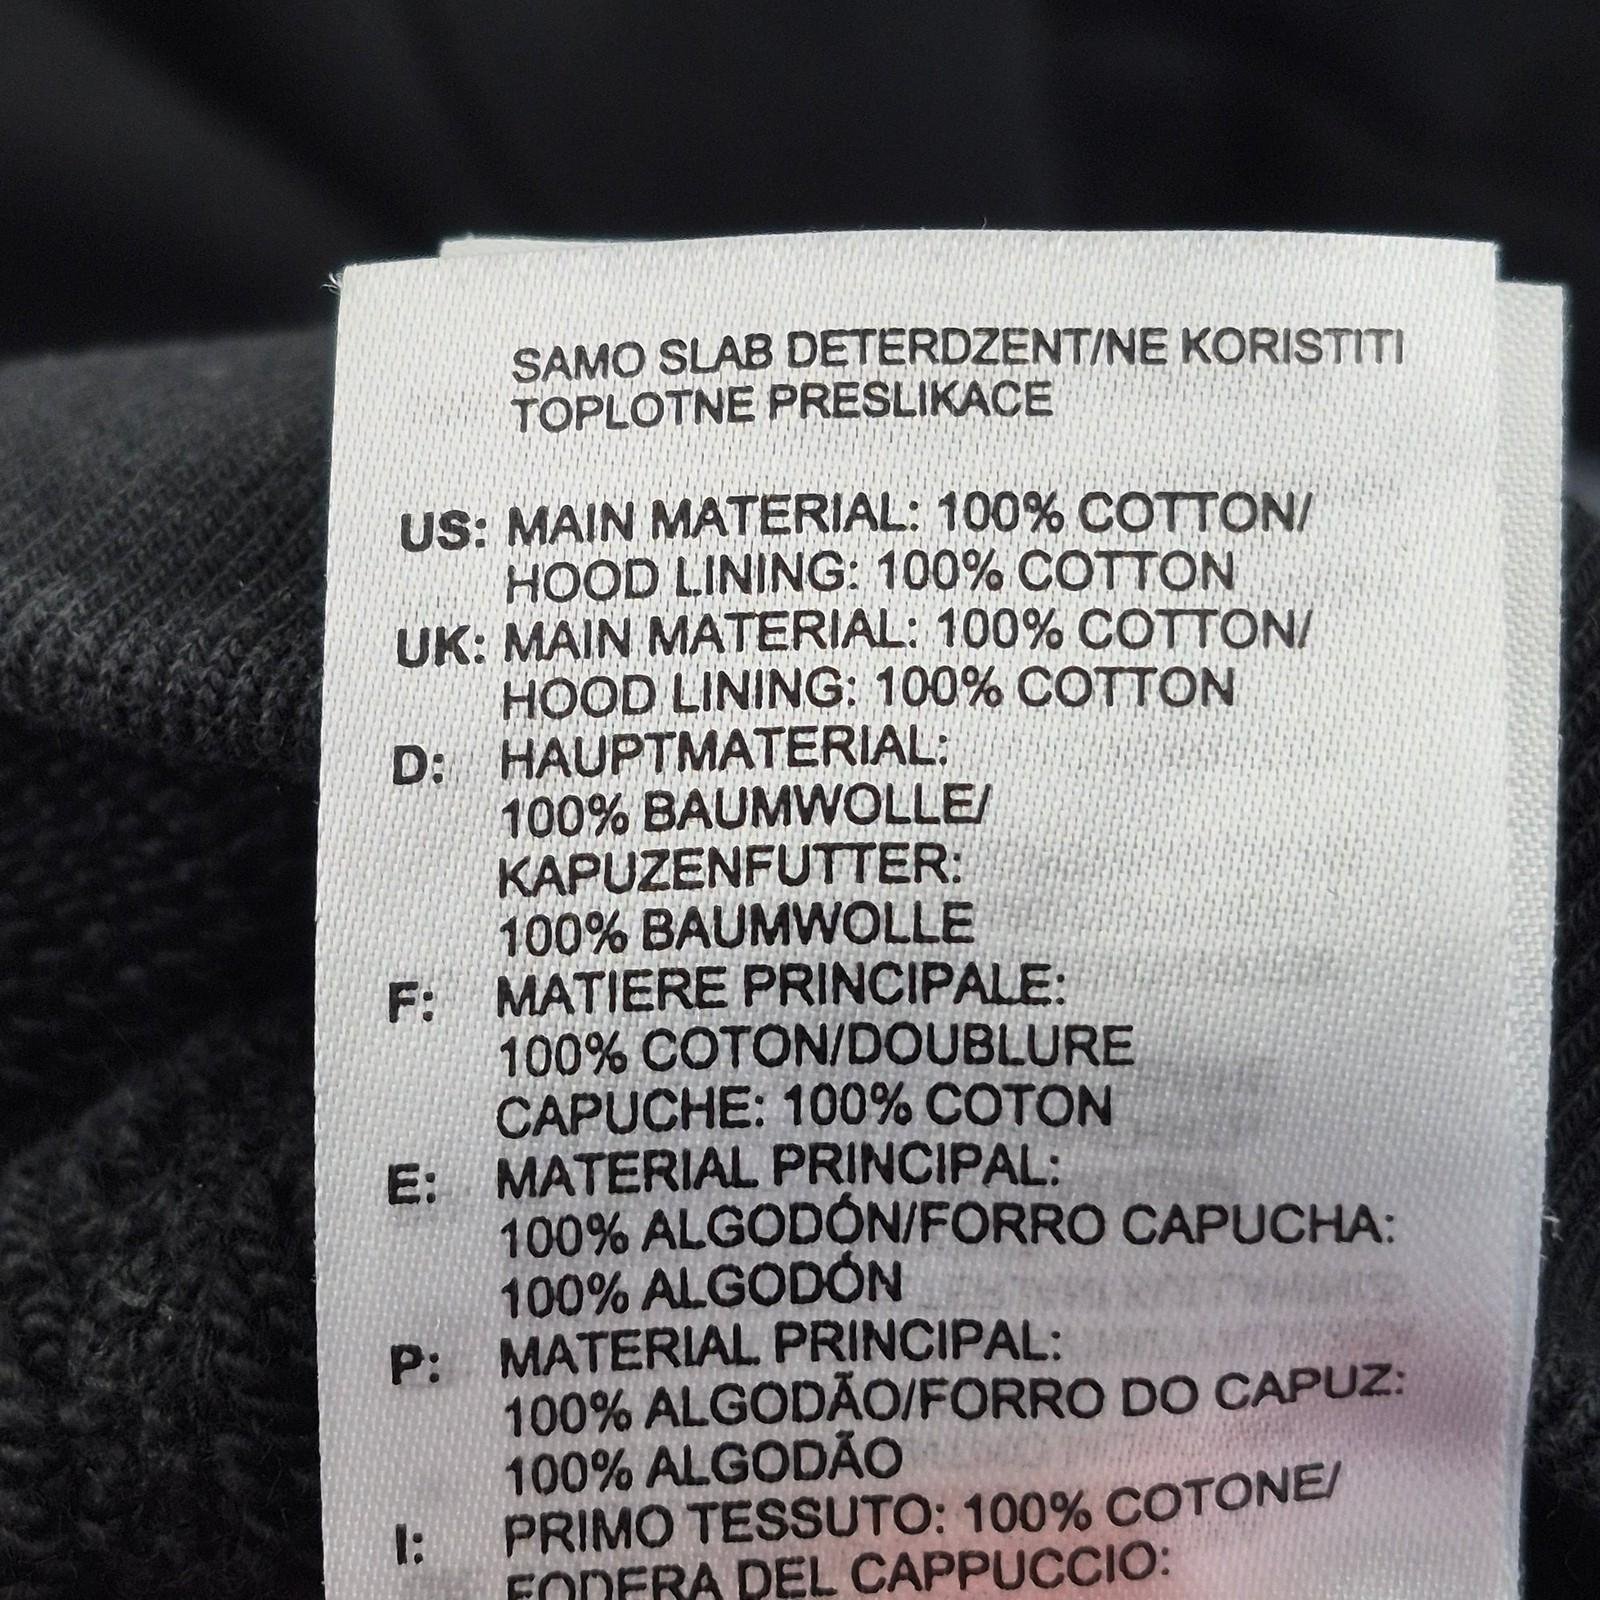 SAMO SLAB DETERDZENT/NE KORISTITI
TOPLOTNE PRESLIKACE
US: MAIN MATERIAL: 100% COTTON/
HOOD LINING: 100% COTTON
UK: MAIN MATERIAL: 100% COTTON/
HOOD LINING: 100% COTTON
D: HAUPTMATERIAL:
100% BAUMWOLLE/
KAPUZENFUTTER:
100% BAUMWOLLE
F: MATIERE PRINCIPALE:
100% COTON/DOUBLURE
CAPUCHE: 100% COTON
E: MATERIAL PRINCIPAL:
100% ALGODÓN/FORRO CAPUCHA:
100% ALGODÓN
P: MATERIAL PRINCIPAL:
100% ALGODÃO/FORRO DO CAPUZ:
100% ALGODÃO
I: PRIMO TESSUTO: 100% COTONE/
FODERA DEL CAPPUCCIO: